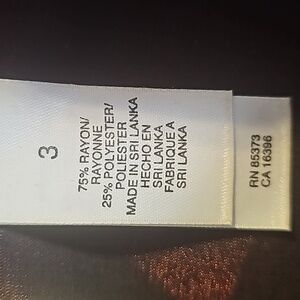 3
75% RAYON/
RAYONNE
25% POLYESTER/
POLIESTER
MADE IN SRI LANKA
HECHO EN
SRI LANKA
FABRIQUE A
SRI LANKA
RN 85373
CA 16396